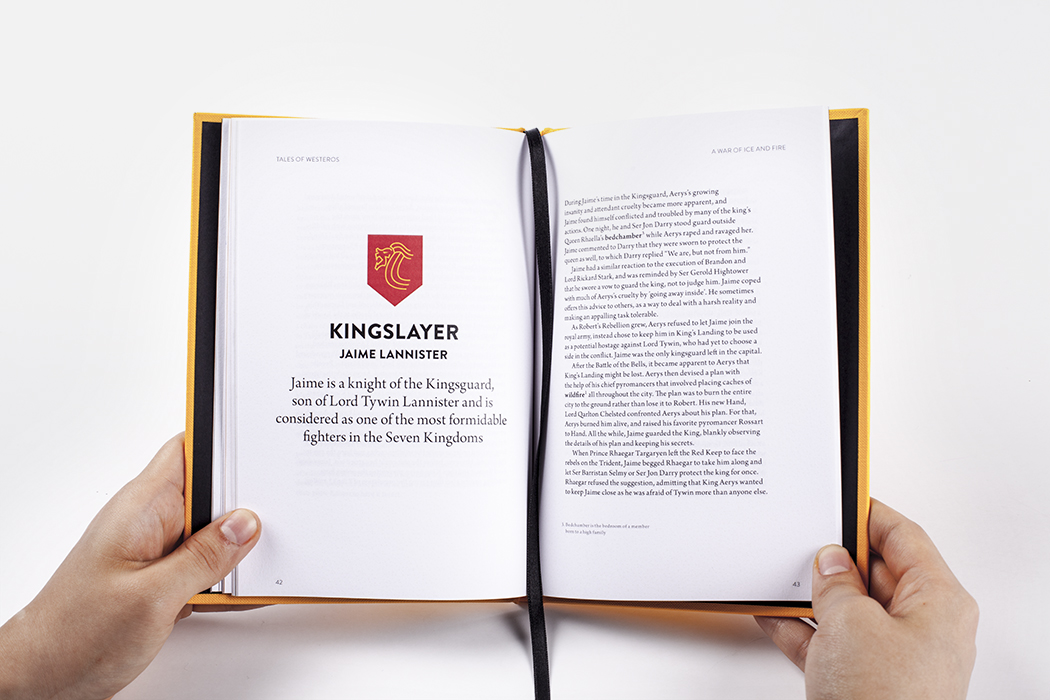 TALES OF WESTEROS
KINGSLAYER
JAIME LANNISTER
Jaime is a knight of the Kingsguard,
son of Lord Tywin Lannister and is
considered as one of the most formidable
fighters in the Seven Kingdoms
42
A WAR OF ICE AND FIRE
During Jaime's time in the Kingsguard, Aerys's growing
insanity and attendant cruelty became more apparent, and
Jaime found himself conflicted and troubled by many of the king's
actions. One night, he and Ser Jon Darry stood guard outside
Queen Rhaella's bedchamber¹ while Aerys raped and ravaged her.
Jaime commented to Darry that they were sworn to protect the
queen as well, to which Darry replied "We are, but not from him."
Jaime had a similar reaction to the execution of Brandon and
Lord Rickard Stark, and was reminded by Ser Gerold Hightower
that he swore a vow to guard the king, not to judge him. Jaime coped
with much of Aerys's cruelty by 'going away inside'. He sometimes
offers this advice to others, as a way to deal with a harsh reality and
making an appalling task tolerable.
As Robert's Rebellion grew, Aerys refused to let Jaime join the
royal army, instead chose to keep him in King's Landing to be used
as a potential hostage against Lord Tywin, who had yet to choose a
side in the conflict. Jaime was the only kingsguard left in the capital.
After the Battle of the Bells, it became apparent to Aerys that
King's Landing might be lost. Aerys then devised a plan with
the help of his chief pyromancers that involved placing caches of
wildfire² all throughout the city. The plan was to burn the entire
city to the ground rather than lose it to Robert. His new Hand,
Lord Qarlton Chelsted confronted Aerys about his plan. For that,
Aerys burned him alive, and raised his favorite pyromancer Rossart
to Hand. All the while, Jaime guarded the King, blankly observing
the details of his plan and keeping his secrets.
When Prince Rhaegar Targaryen left the Red Keep to face the
rebels on the Trident, Jaime begged Rhaegar to take him along and
let Ser Barristan Selmy or Ser Jon Darry protect the king for once.
Rhaegar refused the suggestion, admitting that King Aerys wanted
to keep Jaime close as he was afraid of Tywin more than anyone else.
Bedchamber is the bedroom of a member
born to a high family
43